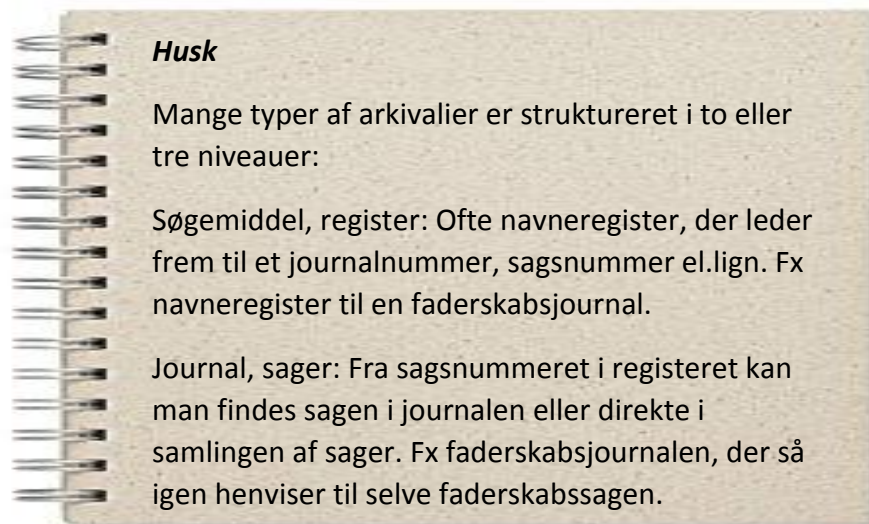 Husk
Mange typer af arkivalier er struktureret i to eller
tre niveauer:
Søgemiddel, register: Ofte navneregister, der leder
frem til et journalnummer, sagsnummer el.lign. Fx
navneregister til en faderskabsjournal.
Journal, sager: Fra sagsnummeret i registeret kan
man findes sagen i journalen eller direkte i
samlingen af sager. Fx faderskabsjournalen, der så
igen henviser til selve faderskabssagen.